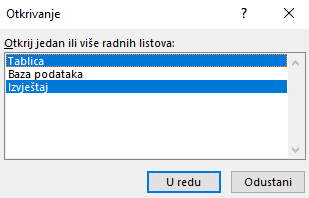 Otkrivanje ?
Otkrij jedan ili više radnih listova:
Tablica
Baza podataka
Izvještaj
U redu Odustani